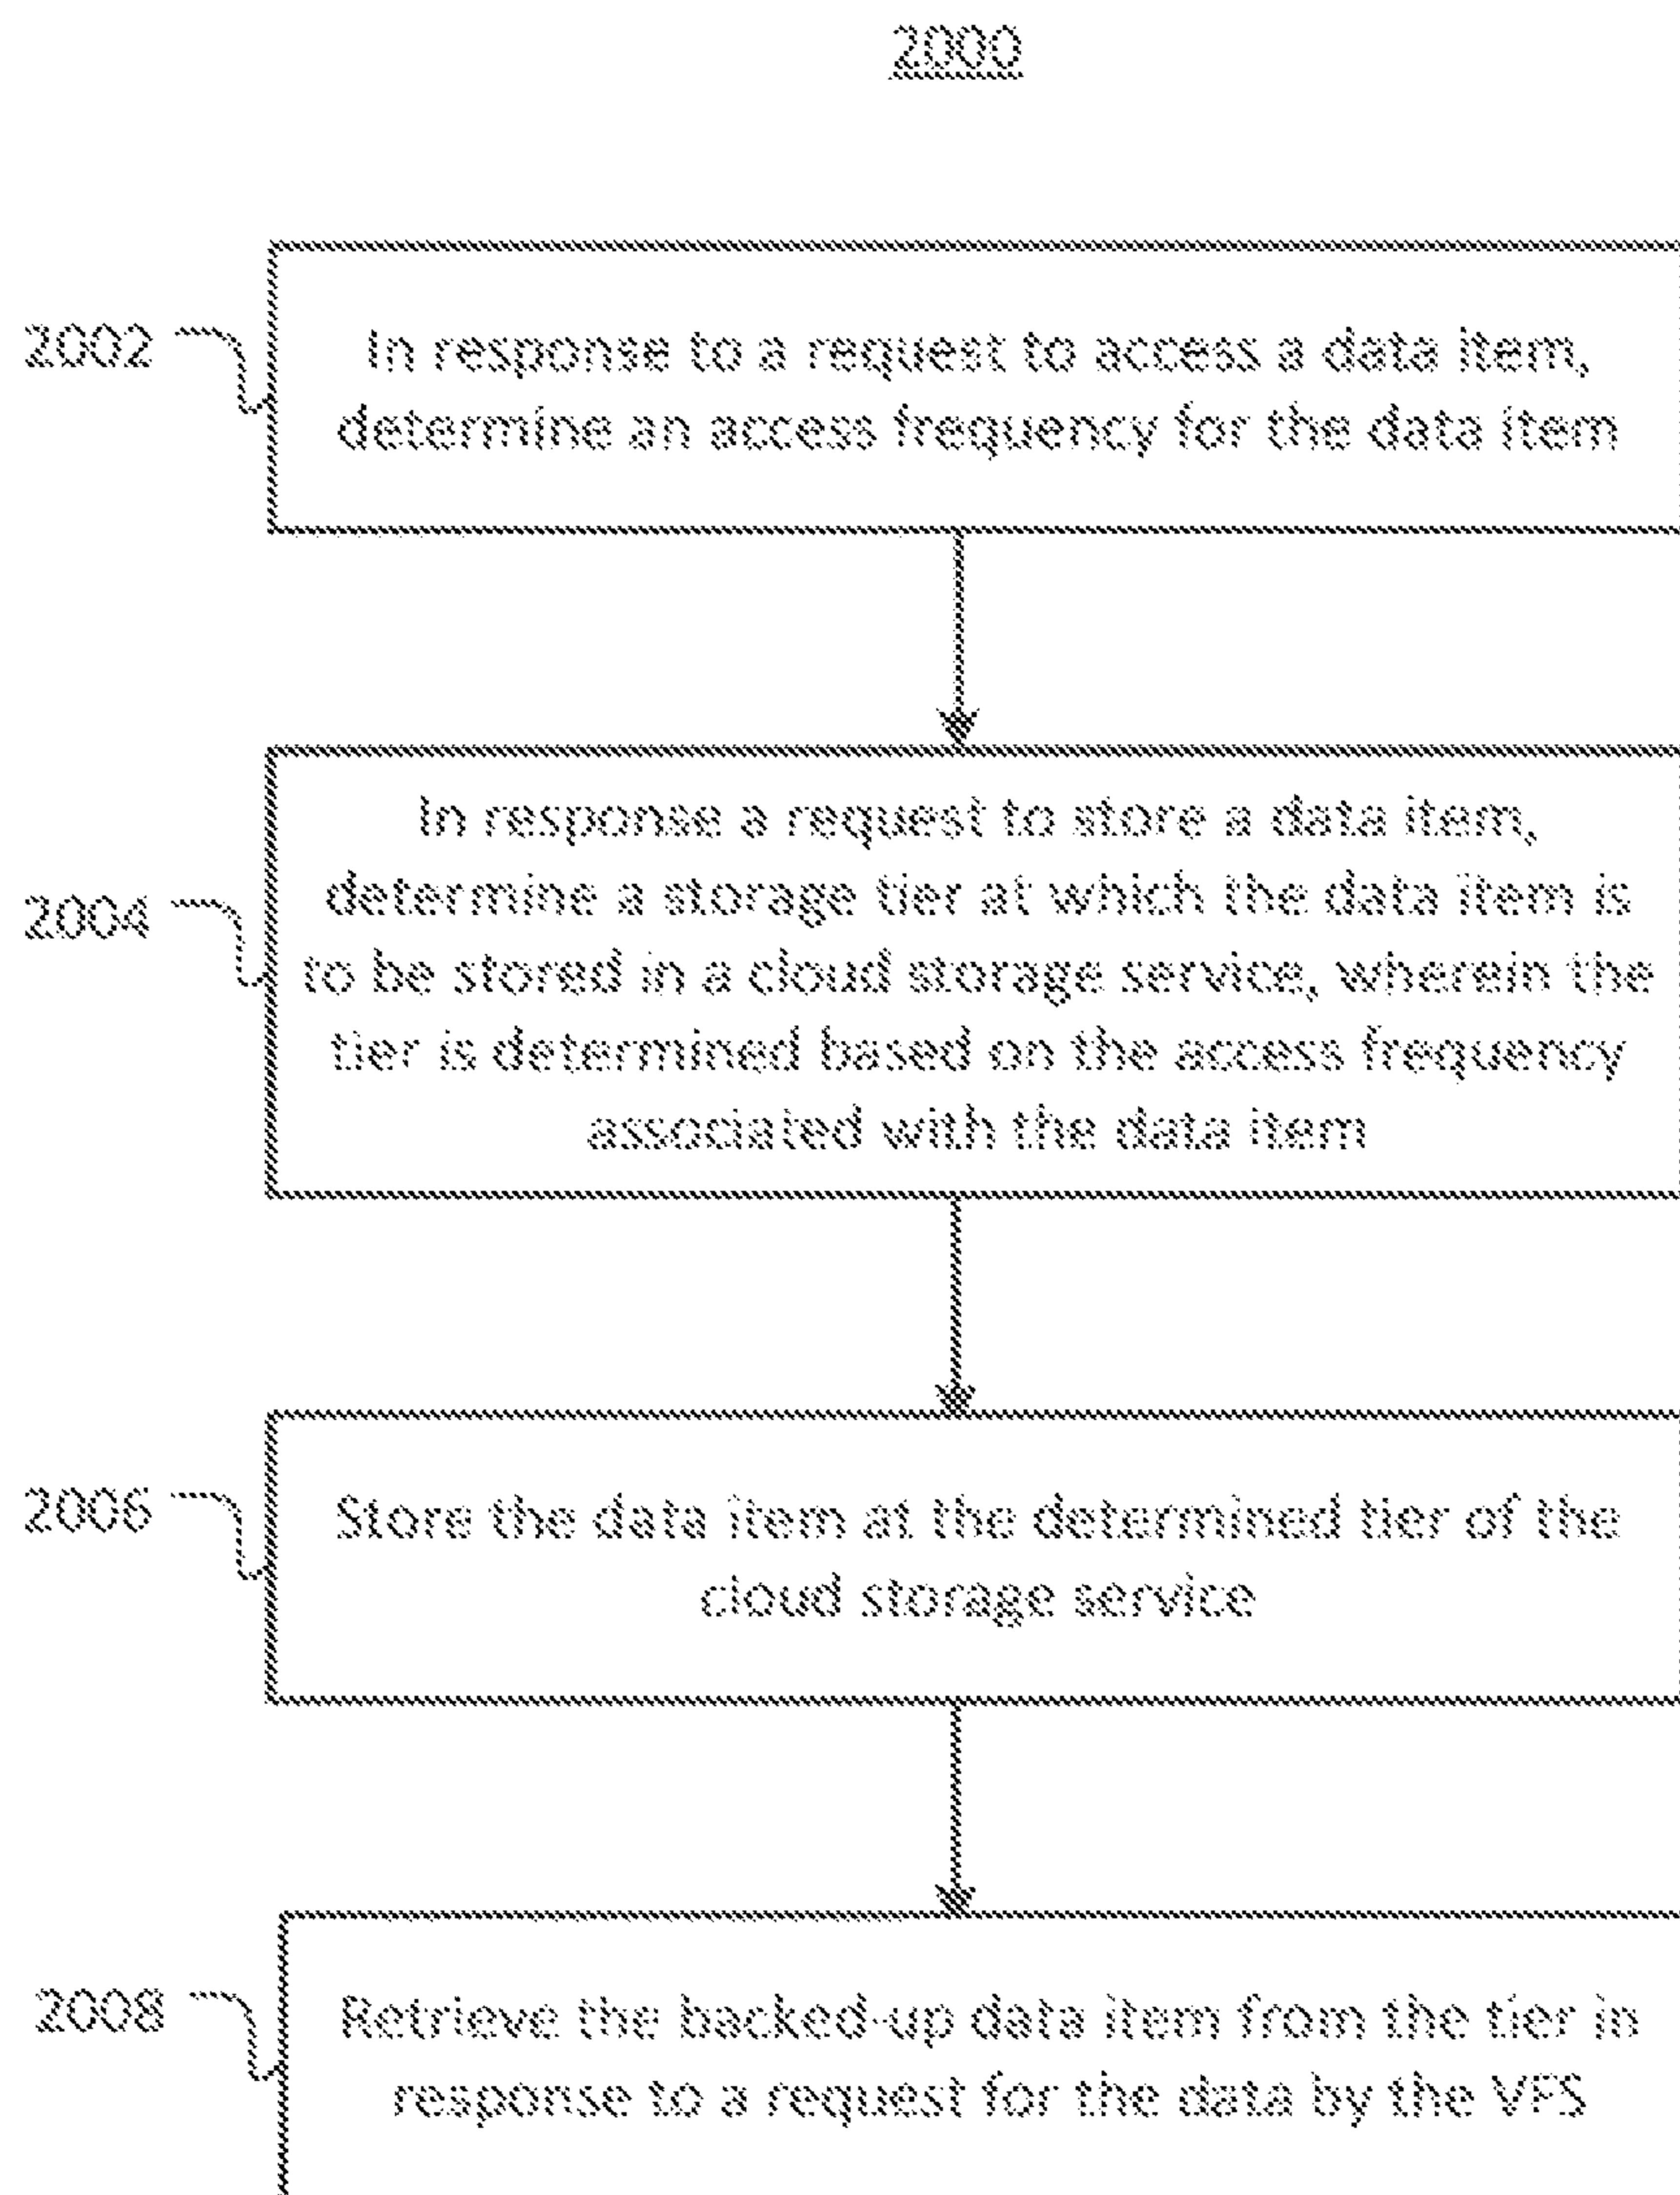 2000
2002
In response to a request to access a data item,
determine an access frequency for the data item
2004
In response a request to store a data item,
determine a storage tier at which the data item is
to be stored in a cloud storage service, wherein the
tier is determined based on the access frequency
associated with the data item
2006
Store the data item at the determined tier of the
cloud storage service
2008
Retrieve the backed-up data item from the tier in
response to a request for the data by the VFS